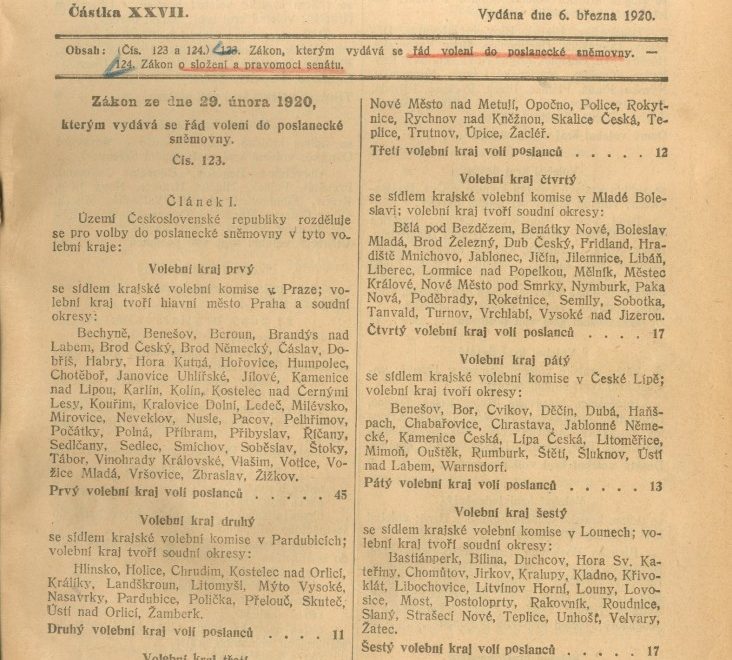 Částka XXVII.
Vydána dne 6. března 1920.
Obsah: (Čís. 123 a 124.) 123. Zákon, kterým vydává se řád volení do poslanecké sněmovny. —
124. Zákon o složení a pravomoci senátu.
Zákon ze dne 29. února 1920,
kterým vydává se řád volení do poslanecké
sněmovny.
Čís. 123.
Článek I.
Území Československé republiky rozděluje
se pro volby do poslanecké sněmovny v tyto vo-
lební kraje:
Volební kraj prvý
se sídlem krajské volební komise v Praze; vo-
lební kraj tvoří hlavní město Praha a soudní
okresy:
Bechyně, Benešov, Beroun, Brandýs nad
Labem, Brod Český, Brod Německý, Čáslav, Do-
bříš, Habry, Hora Kutná, Hořovice, Humpolec,
Chotěboř, Janovice Uhlířské, Jílové, Kamenice
nad Lipou, Karlín, Kolín, Kostelec nad Černými
Lesy, Kouřim, Kralovice Dolní, Ledeč, Milévsko,
Mirovice, Neveklov, Nusle, Pacov, Pelhřimov,
Počátky, Polná, Příbram, Přibyslav, Říčany,
Sedlčany, Sedlec, Smíchov, Soběslav, Štoky,
Tábor, Vinohrady Královské, Vlašim, Votice, Vo-
žice Mladá, Vršovice, Zbraslav, Žižkov.
Prvý volební kraj volí poslanců . . . . . 45
Volební kraj druhý
se sídlem krajské volební komise v Pardubicích;
volební kraj tvoří soudní okresy:
Hlinsko, Holice, Chrudim, Kostelec nad Orlicí,
Králíky, Landškroun, Litomyšl, Mýto Vysoké,
Nasavrky, Pardubice, Polička, Přelouč, Skuteč,
Ústí nad Orlicí, Žamberk.
Druhý volební kraj volí poslanců . . . . 11
Volební kraj třetí
Nové Město nad Metují, Opočno, Police, Rokyt-
nice, Rychnov nad Kněžnou, Skalice Česká, Te-
plice, Trutnov, Úpice, Žacléř.
Třetí volební kraj volí poslanců . . . . . 12
Volební kraj čtvrtý
se sídlem krajské volební komise v Mladé Bole-
slavi; volební kraj tvoří soudní okresy:
Bělá pod Bezdězem, Benátky Nové, Boleslav
Mladá, Brod Železný, Dub Český, Fridland, Hra-
diště Mnichovo, Jablonec, Jičín, Jilemnice, Libáň,
Liberec, Lomnice nad Popelkou, Mělník, Městec
Králové, Nové Město pod Smrky, Nymburk, Paka
Nová, Poděbrady, Roketnice, Semily, Sobotka,
Tanvald, Turnov, Vrchlabí, Vysoké nad Jizerou.
Čtvrtý volební kraj volí poslanců . . . . . 17
Volební kraj pátý
se sídlem krajské volební komise v České Lípě;
volební kraj tvoří okresy:
Benešov, Bor, Cvikov, Děčín, Dubá, Haňš-
pach, Chabařovice, Chrastava, Jablonné Něme-
cké, Kamenice Česká, Lípa Česká, Litoměřice,
Mimoň, Ouštěk, Rumburk, Štětí, Šluknov, Ústí
nad Labem, Warnsdorf.
Pátý volební kraj volí poslanců . . . . . 13
Volební kraj šestý
se sídlem krajské volební komise v Lounech; vo-
lební kraj tvoří soudní okresy:
Bastiánperk, Bílina, Duchcov, Hora Sv. Ka-
teřiny, Chomútov, Jirkov, Kralupy, Kladno, Křivo-
klát, Libochovice, Litvínov Horní, Louny, Lovo-
sice, Most, Postoloprty, Rakovník, Roudnice,
Slaný, Strašecí Nové, Teplice, Unhošť, Velvary,
Žatec.
Šestý volební kraj volí poslanců . . . . . 17